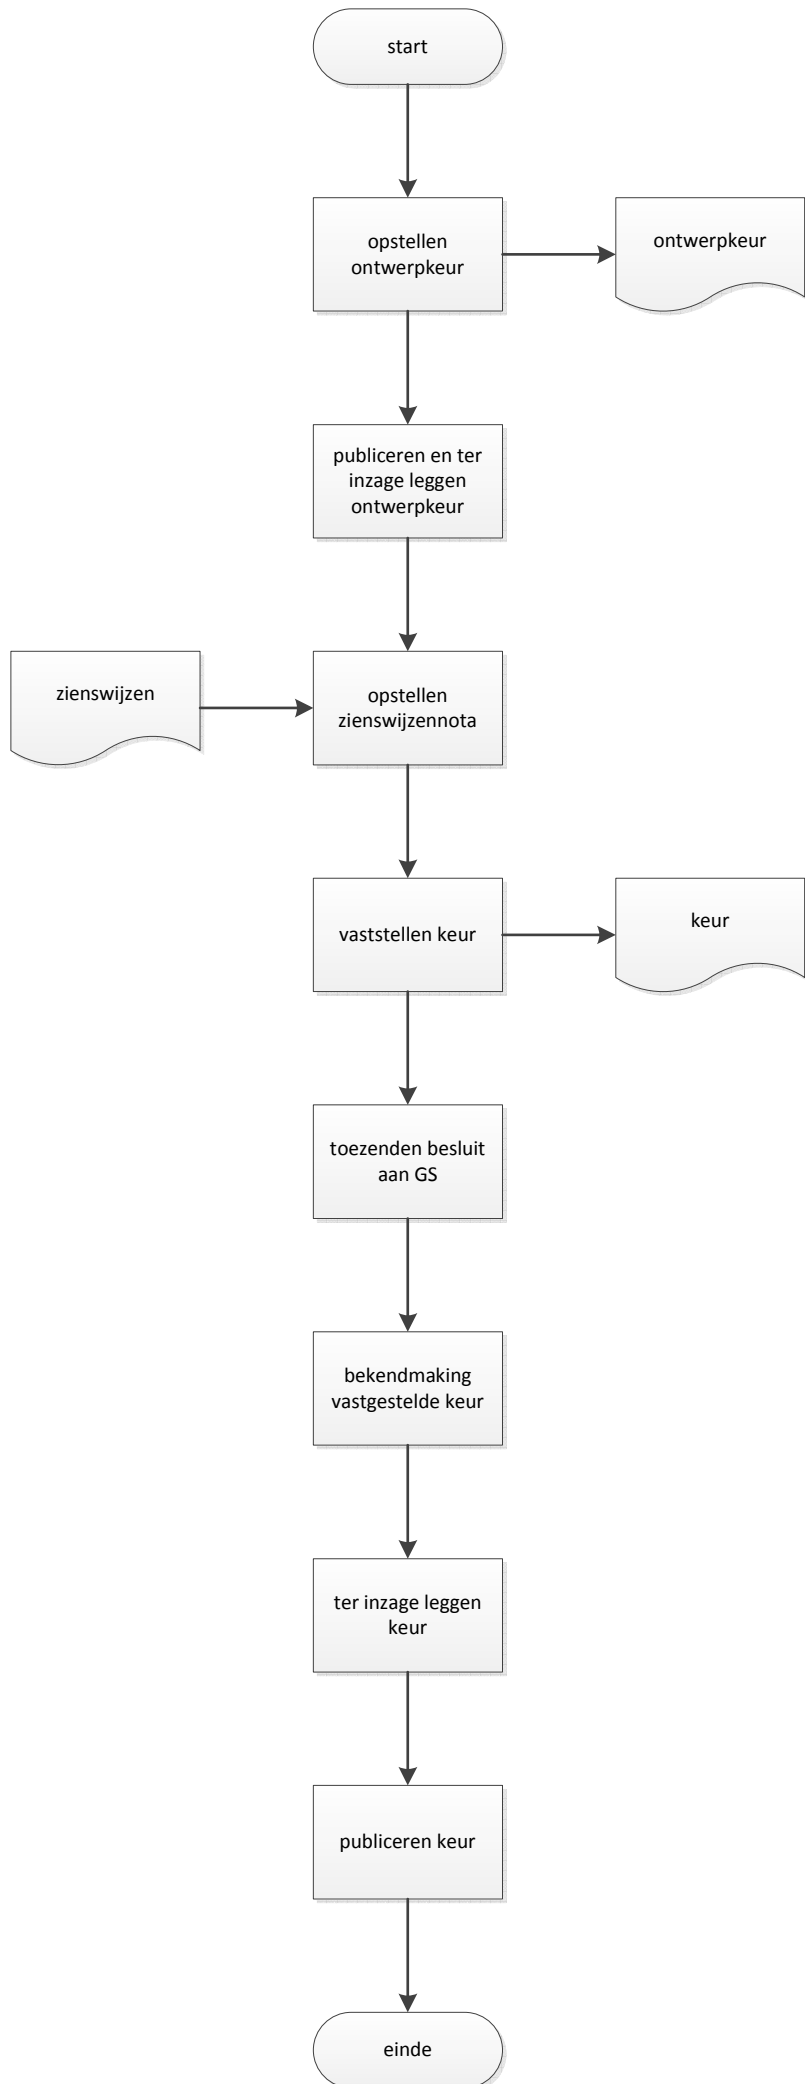 start
opstellen
ontwerpkeur
ontwerpkeur
publiceren en ter
inzage leggen
ontwerpkeur
zienswijzen
opstellen
zienswijzennota
vaststellen keur
keur
toezenden besluit
aan GS
bekendmaking
vastgestelde keur
ter inzage leggen
keur
publiceren keur
einde